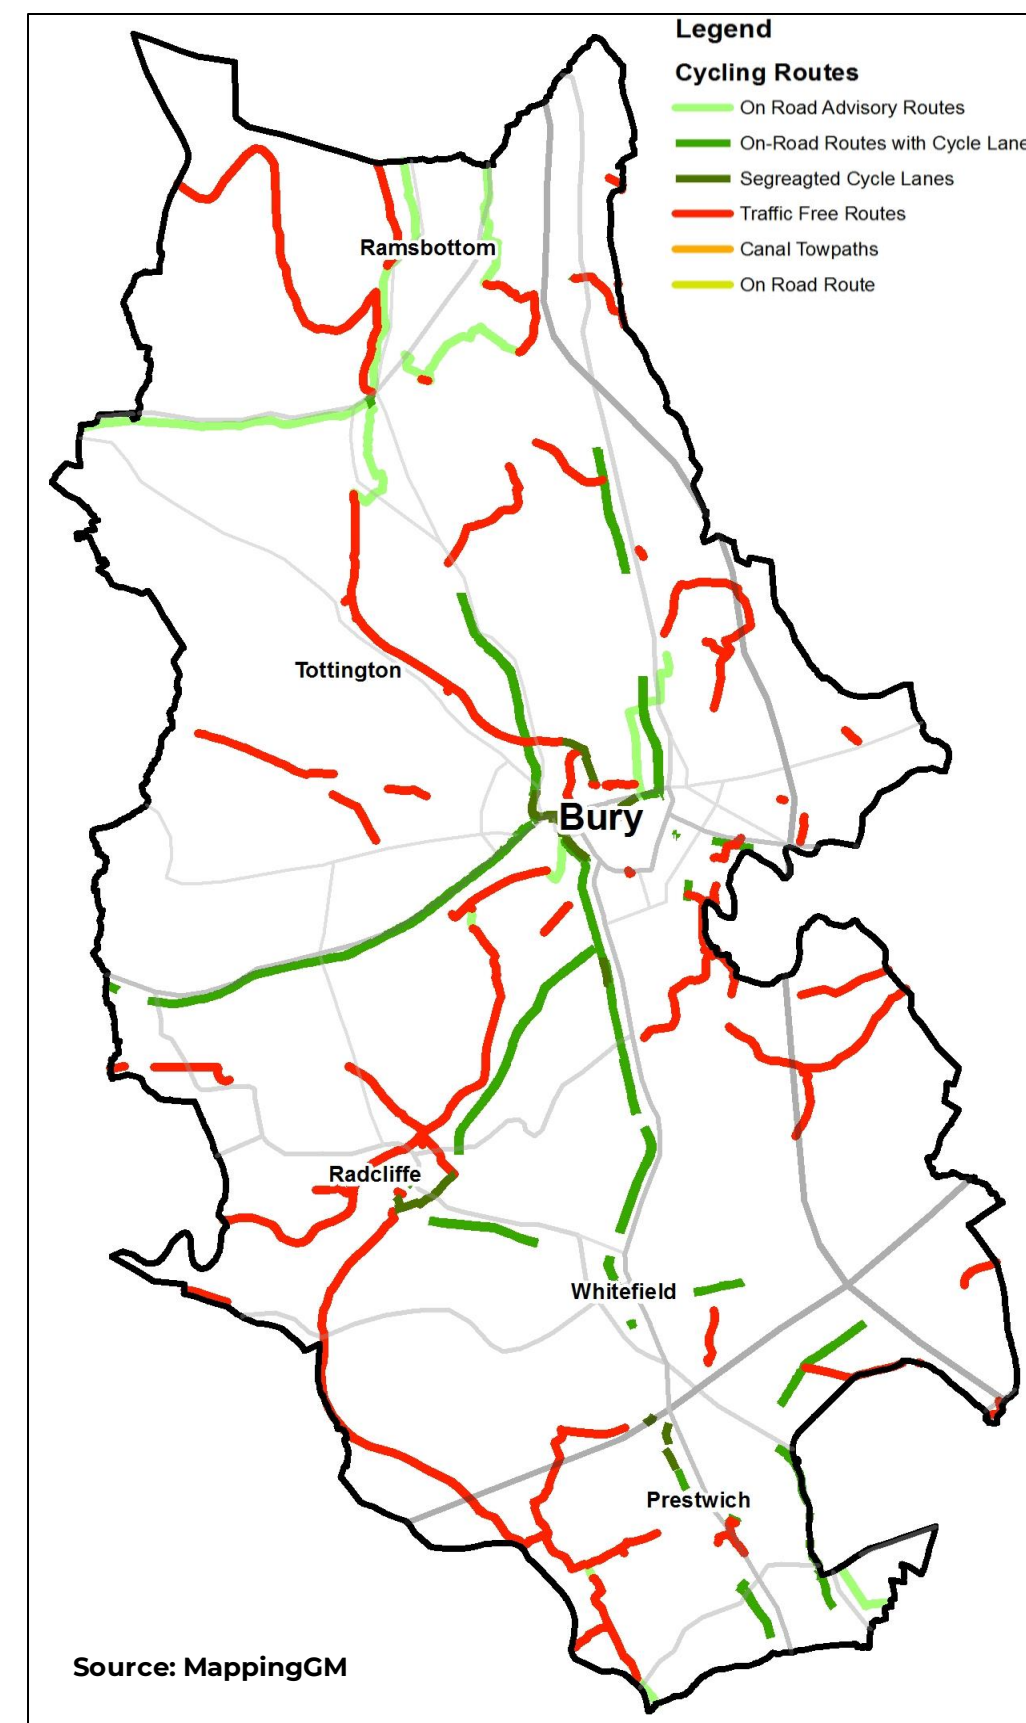 Legend
Cycling Routes
On Road Advisory Routes
On-Road Routes with Cycle Lane
Segreagted Cycle Lanes
Traffic Free Routes
Canal Towpaths
On Road Route
Ramsbottom
Tottington
Bury
Radcliffe
Whitefield
Prestwich
Source: MappingGM